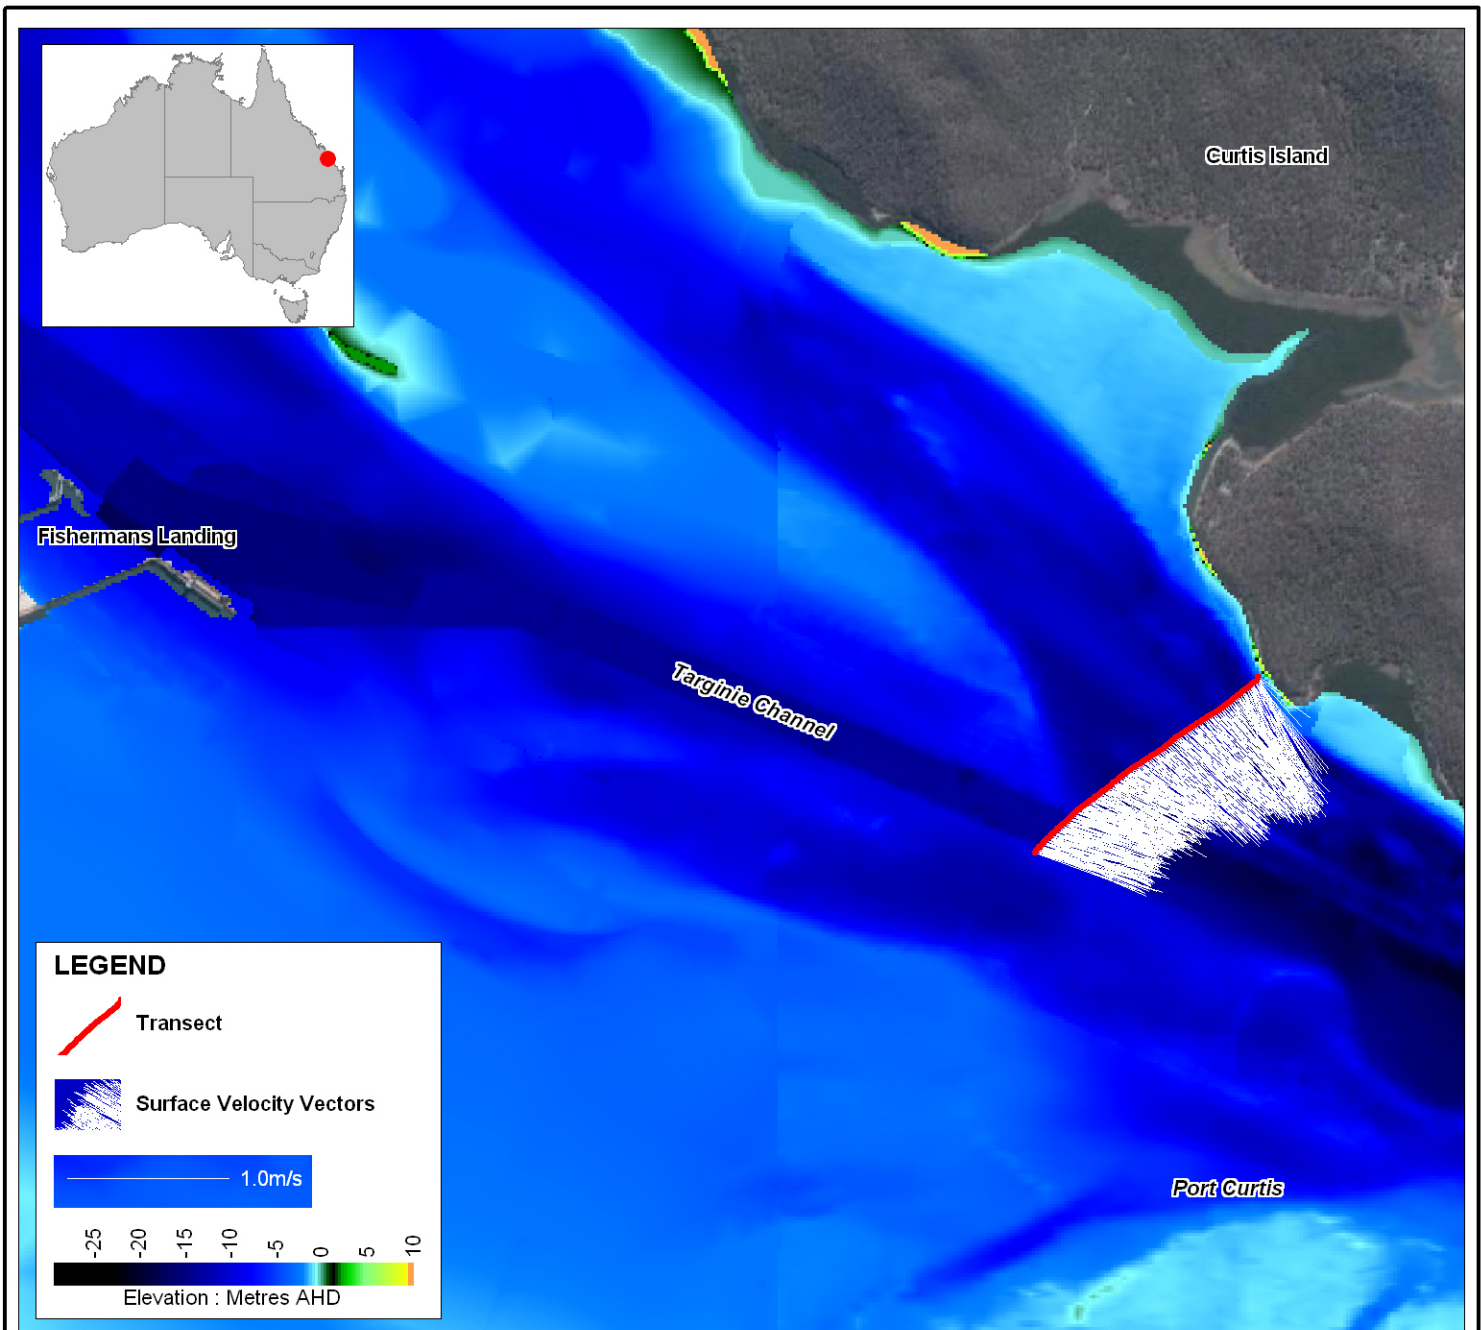 Curtis Island
Fishermans Landing
Targinie Channel
LEGEND
Transect
Surface Velocity Vectors
1.0m/s
-25 -20 -15 -10 -5 0 5 10
Elevation : Metres AHD
Port Curtis